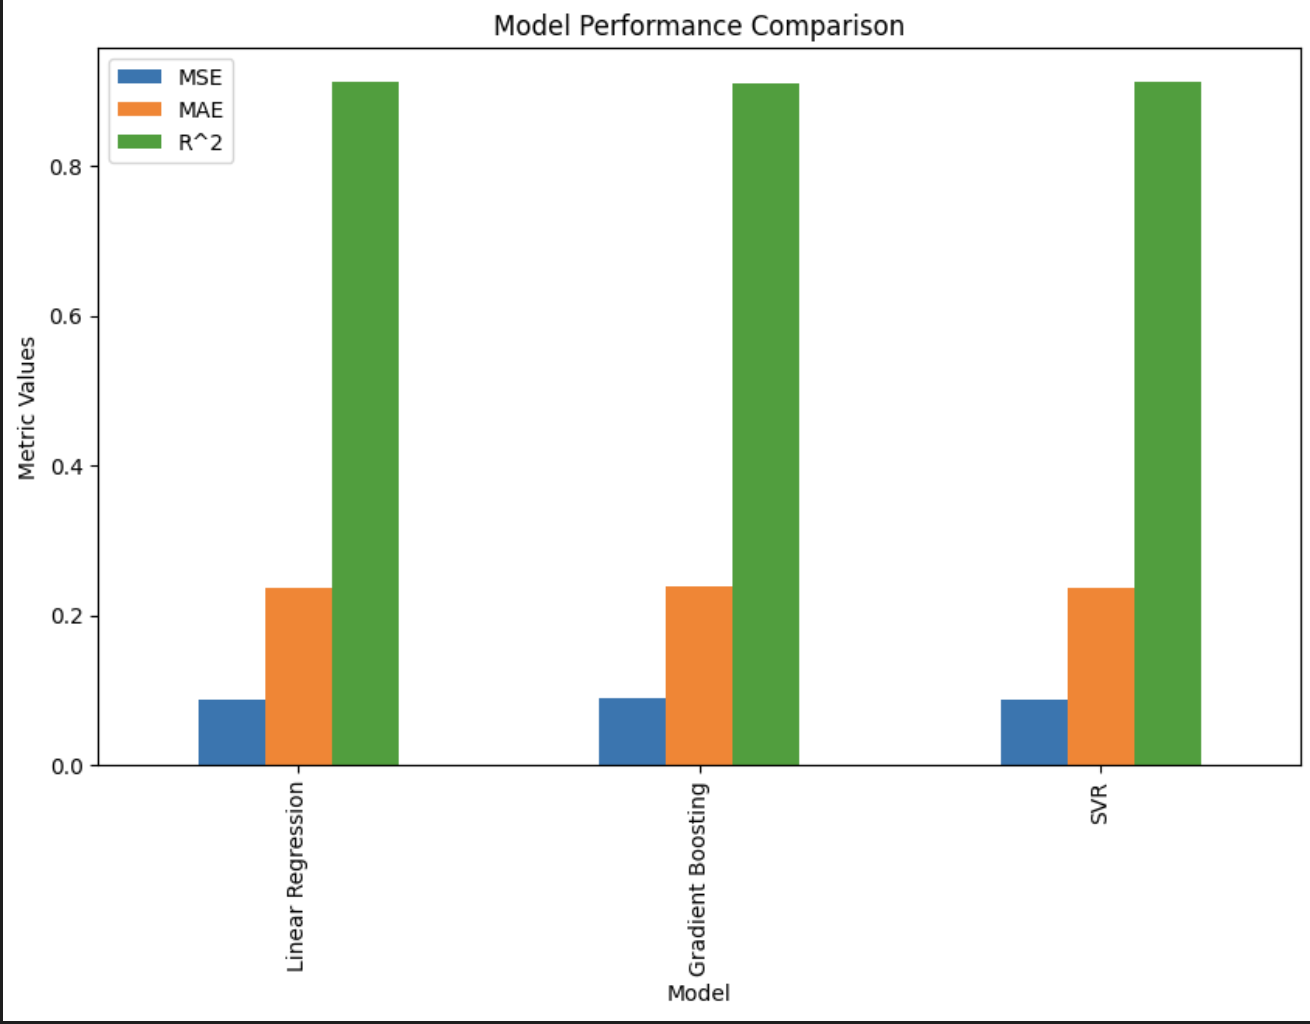 Model Performance Comparison
MSE
MAE
R^2
0.8
0.6
0.4
0.2
0.0
Metric Values
Linear Regression
Gradient Boosting
SVR
Model